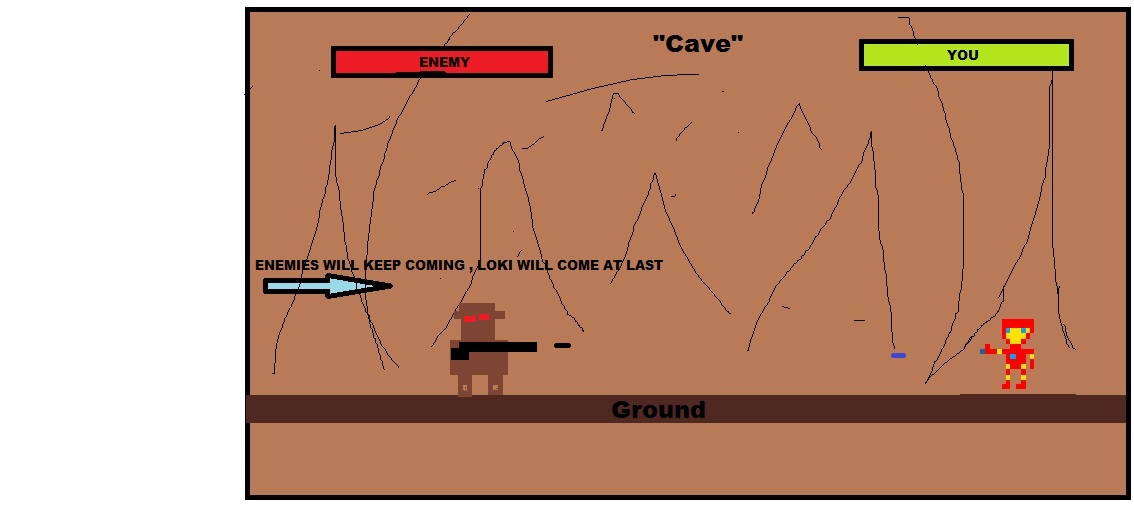 "Cave"
ENEMY
YOU
ENEMIES WILL KEEP COMING , LOKI WILL COME AT LAST
Ground